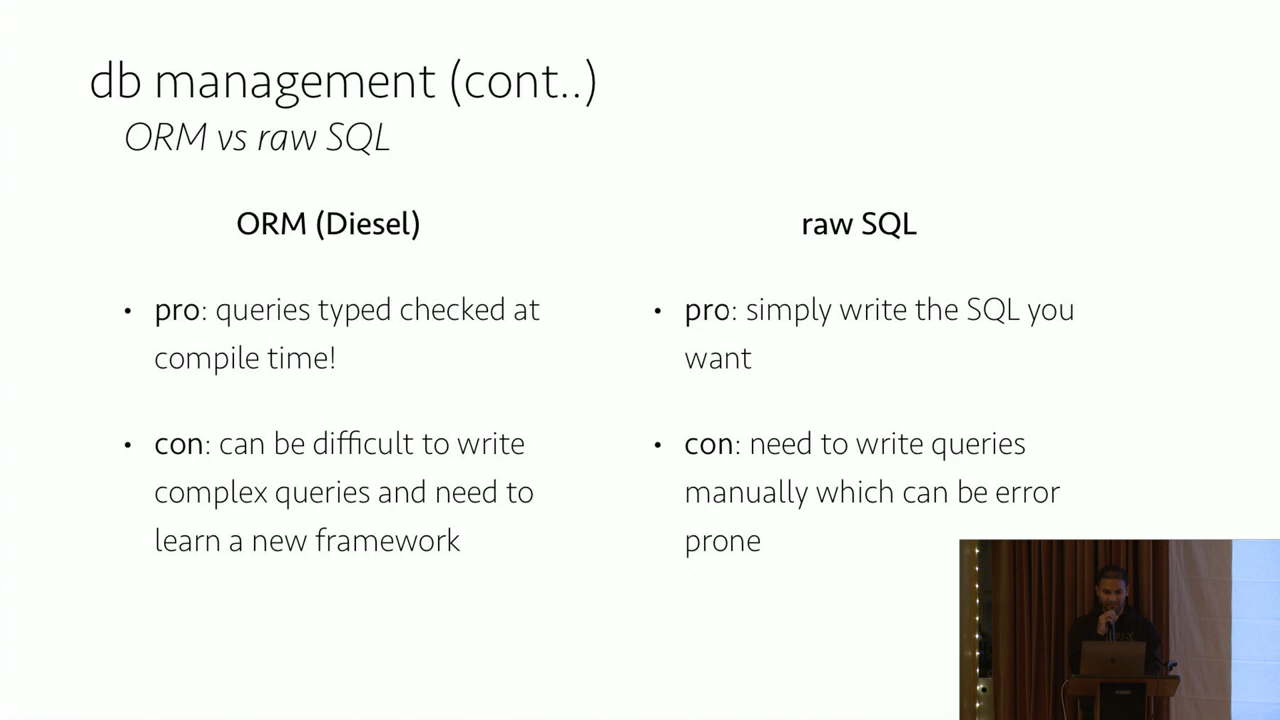 db management (cont..)
ORM vs raw SQL
ORM (Diesel)
• pro: queries typed checked at
compile time!
• con: can be difficult to write
complex queries and need to
learn a new framework
raw SQL
• pro: simply write the SQL you
want
• con: need to write queries
manually which can be error
prone